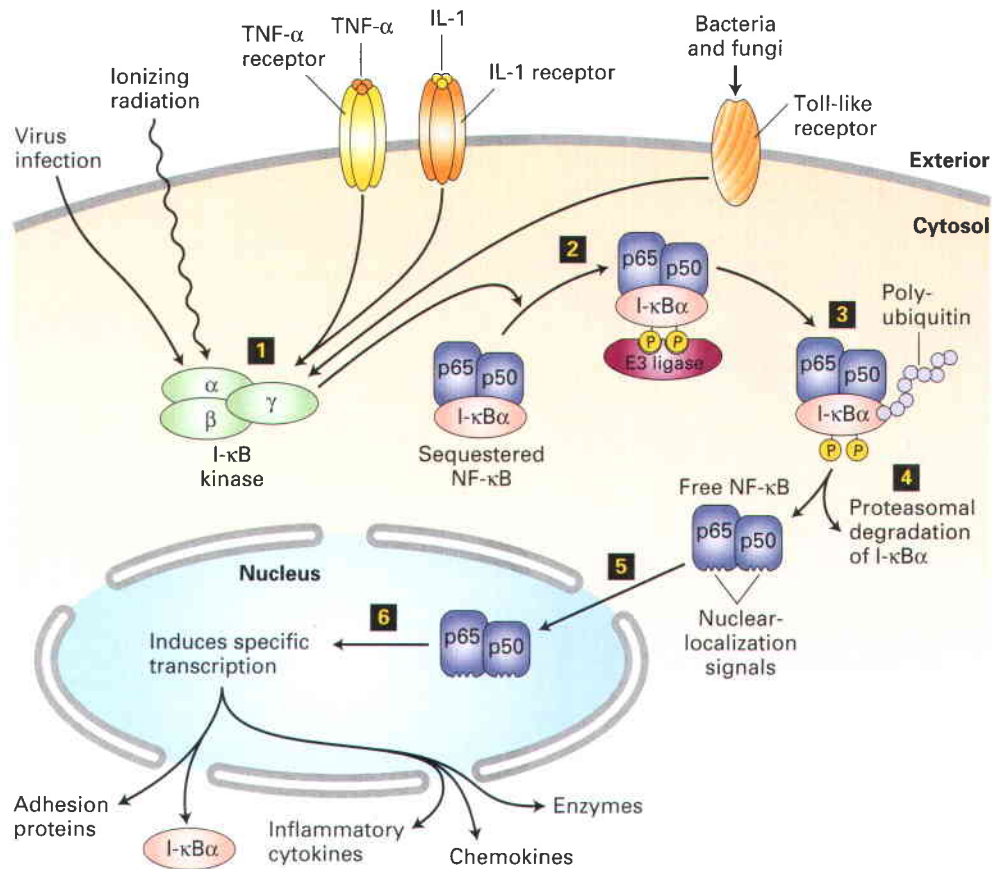 TNF-α
receptor
TNF-α
IL-1
IL-1 receptor
Bacteria
and fungi
Toll-like
receptor
Ionizing
radiation
Virus
infection
Exterior
Cytosol
1
α
β
γ
I-κB
kinase
2
p65
p50
I-κBα
Sequestered
NF-κB
p65
p50
I-κBα
P
P
E3 ligase
3
Poly-
ubiquitin
p65
p50
I-κBα
P
P
4
Proteasomal
degradation
of I-κBα
Free NF-κB
p65
p50
Nuclear-
localization
signals
5
Nucleus
p65
p50
6
Induces specific
transcription
Adhesion
proteins
I-κBα
Inflammatory
cytokines
Chemokines
Enzymes